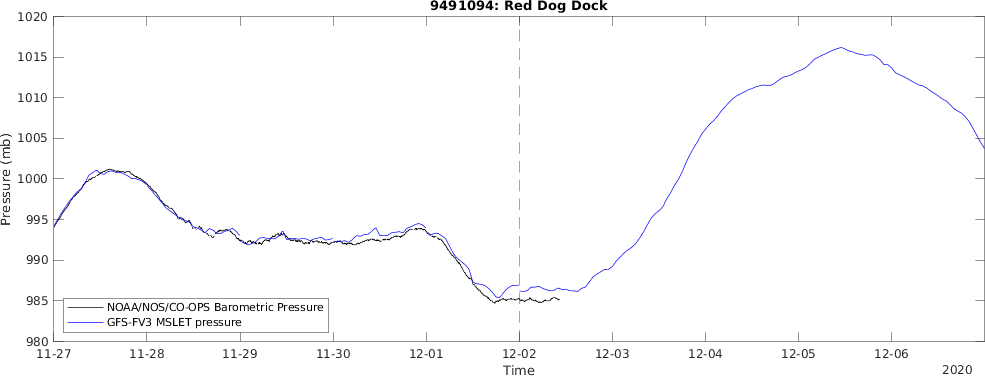 9491094: Red Dog Dock
Pressure (mb)
1020
1015
1010
1005
1000
995
990
985
980
NOAA/NOS/CO-OPS Barometric Pressure
GFS-FV3 MSLET pressure
11-27 11-28 11-29 11-30 12-01 12-02 12-03 12-04 12-05 12-06
Time
2020